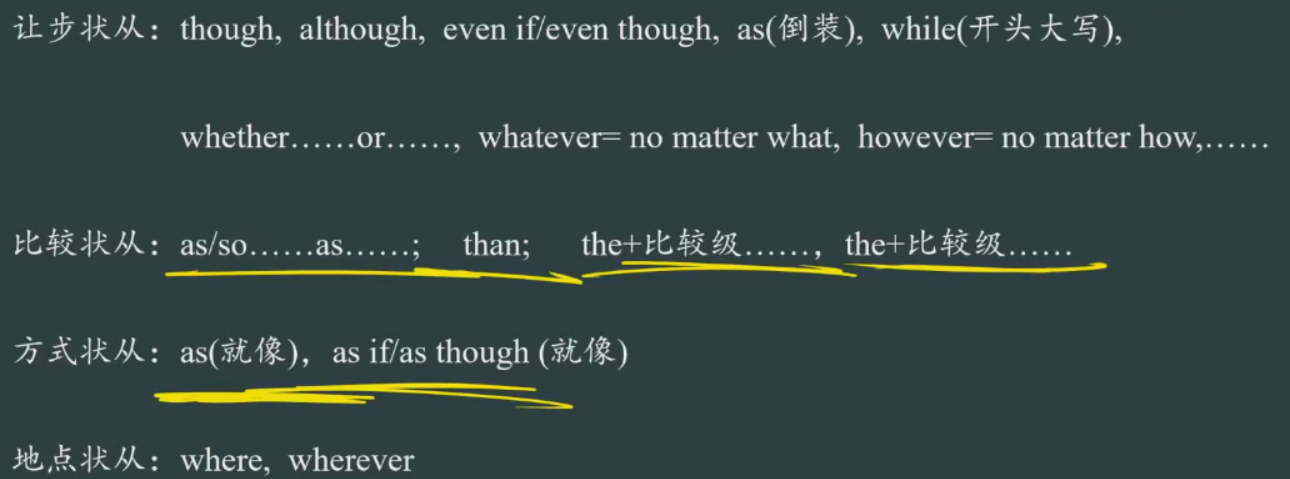 让步状从：though, although, even if/even though, as(倒装), while(开头大写),
whether……or……, whatever= no matter what, however= no matter how,……
比较状从：as/so……as……; than; the+比较级……，the+比较级……
方式状从：as(就像)，as if/as though (就像)
地点状从：where, wherever